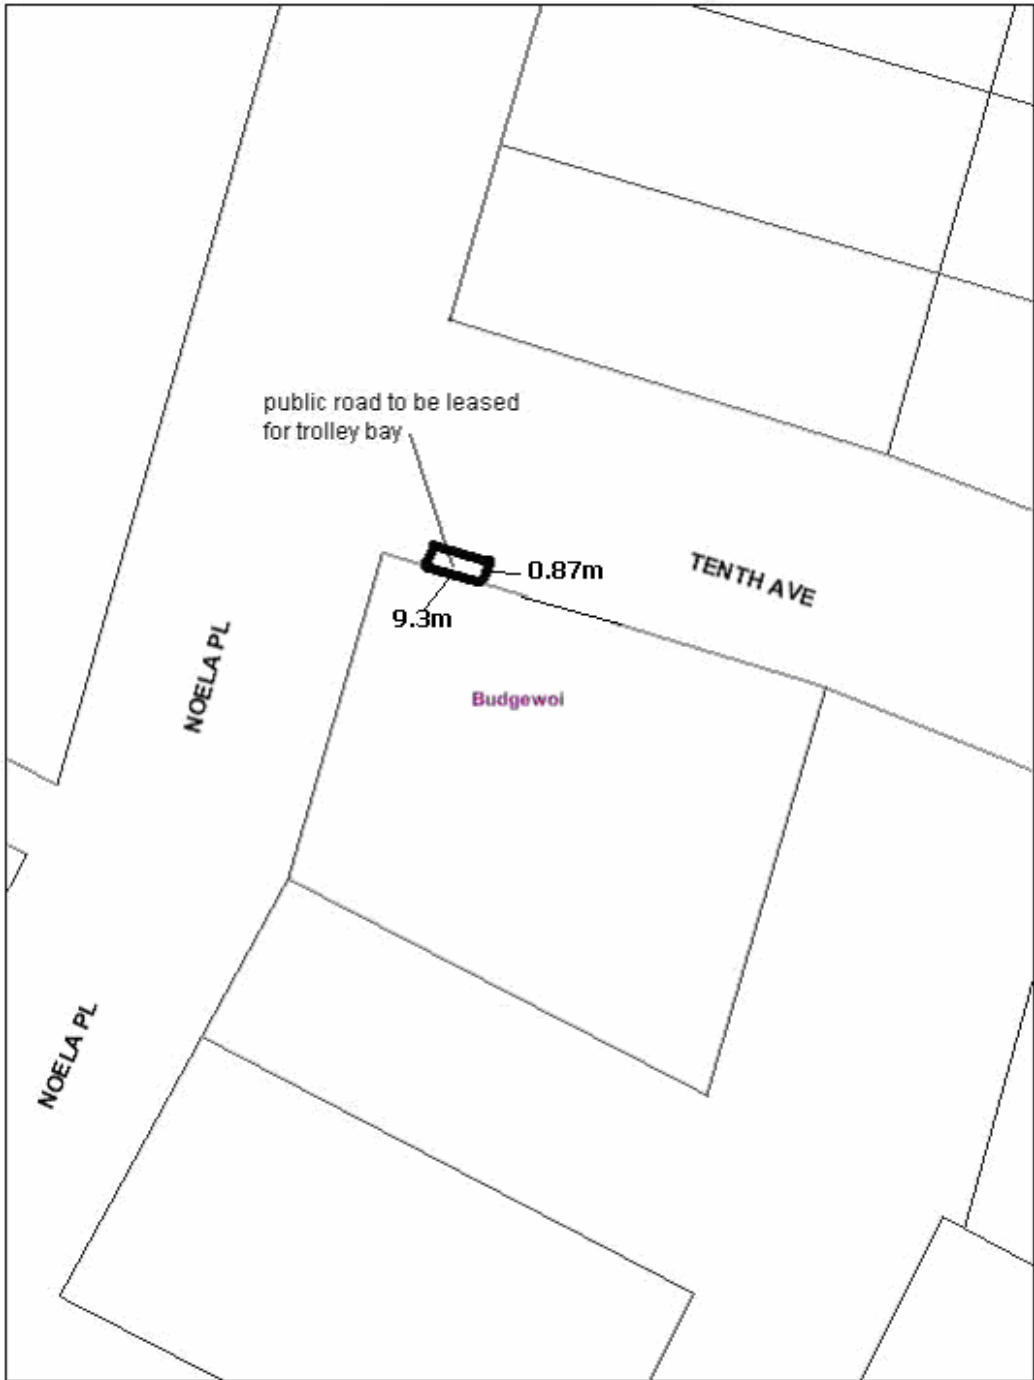 public road to be leased
for trolley bay
0.87m
TENTH AVE
9.3m
NOELA PL
Budgewoi
NOELA PL